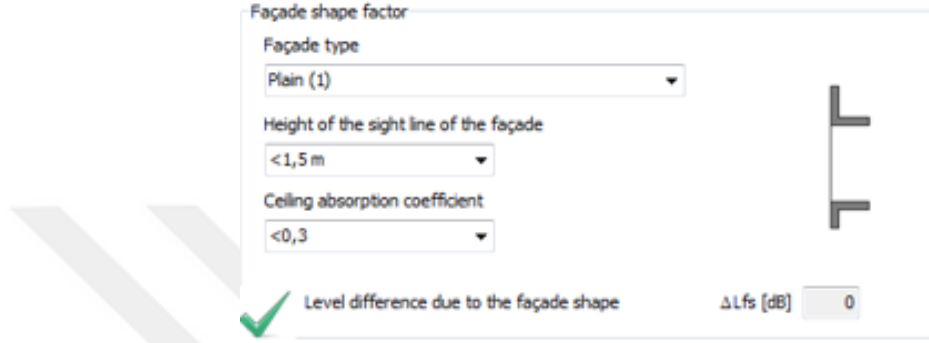 Façade shape factor
Façade type
Plain (1)
Height of the sight line of the façade
<1,5 m
Ceiling absorption coefficient
<0,3
Level difference due to the façade shape ΔLfs [dB] 0